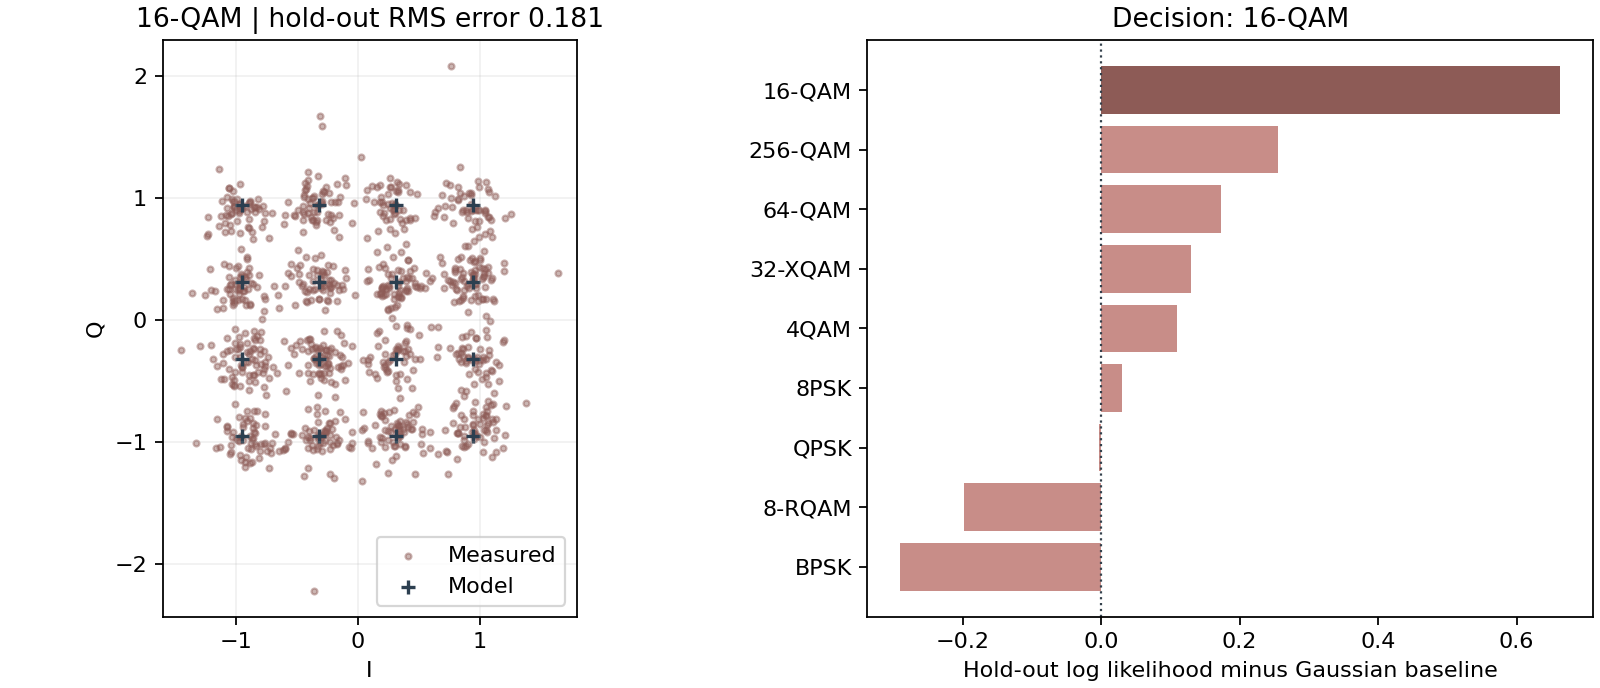 16-QAM | hold-out RMS error 0.181
2
1
0
−1
−2
Q
Measured
Model
−1
0
1
I
Decision: 16-QAM
16-QAM
256-QAM
64-QAM
32-XQAM
4QAM
8PSK
QPSK
8-RQAM
BPSK
−0.2
0.0
0.2
0.4
0.6
Hold-out log likelihood minus Gaussian baseline